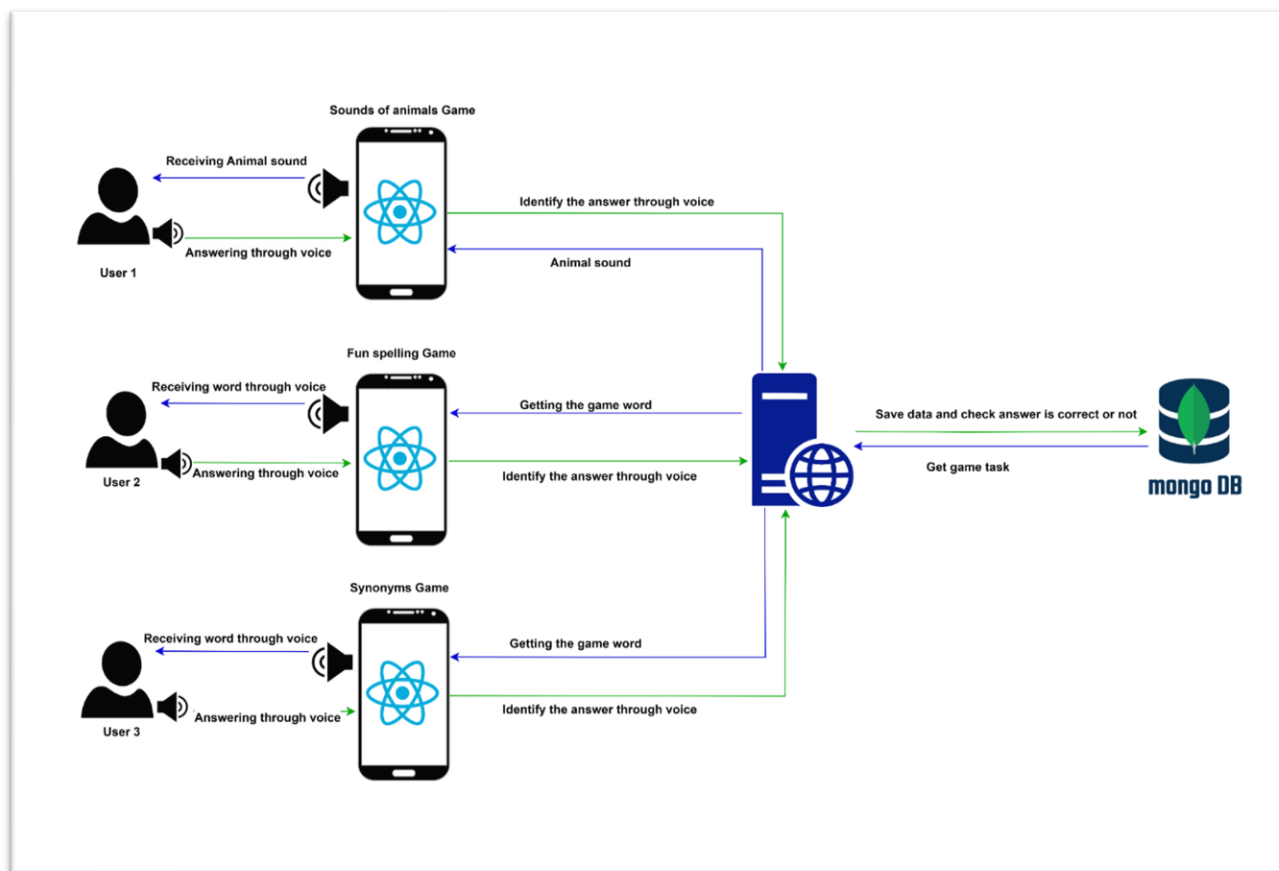 Sounds of animals Game
Receiving Animal sound
Answering through voice
User 1
Identify the answer through voice
Animal sound
Fun spelling Game
Receiving word through voice
Answering through voice
User 2
Getting the game word
Identify the answer through voice
Save data and check answer is correct or not
Get game task
mongo DB
Synonyms Game
Receiving word through voice
Answering through voice
User 3
Getting the game word
Identify the answer through voice